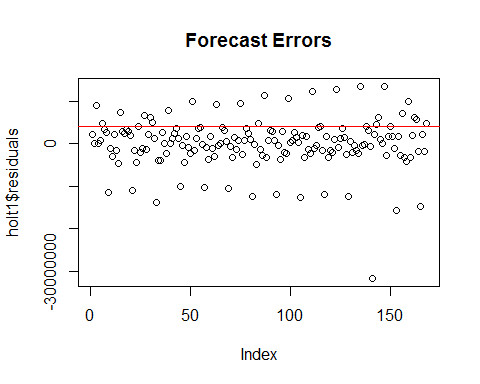 Forecast Errors
holt1$residuals
0
-30000000
0
50
100
150
Index